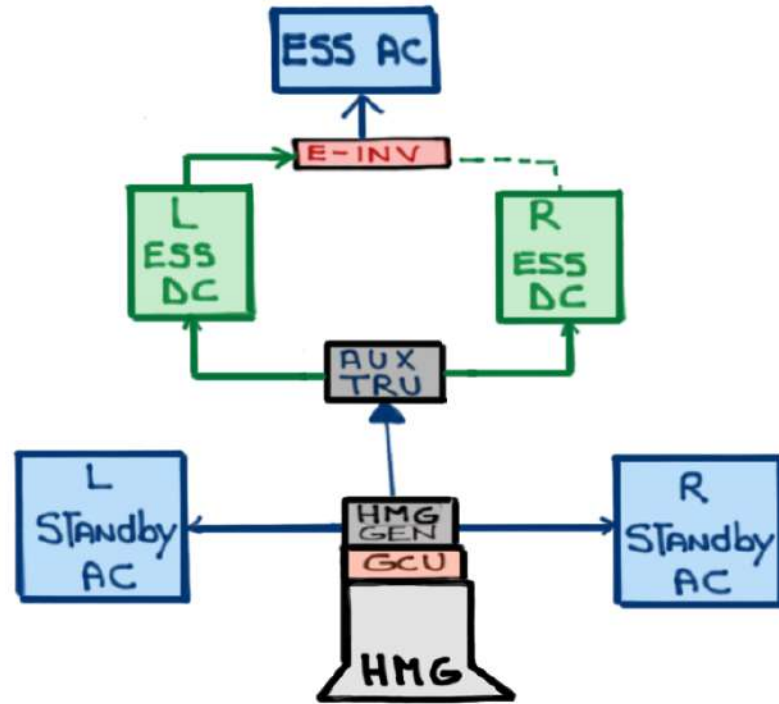 ESS AC
E-INV
L
ESS
DC
R
ESS
DC
AUX
TRU
L
STANdby
AC
HMG
GEN
GCU
HMG
R
STANdby
AC